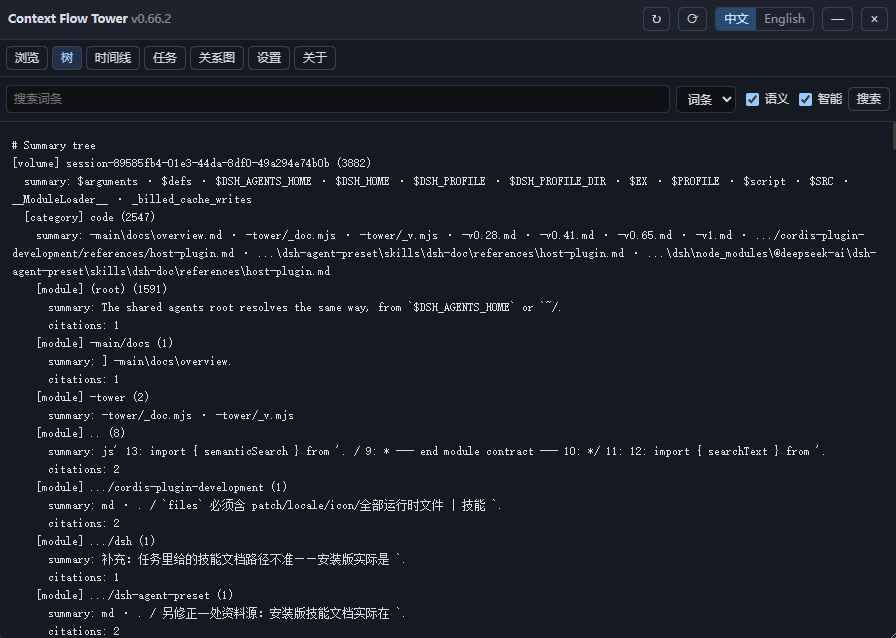 Context Flow Tower v0.66.2
中文 English
浏览 树 时间线 任务 关系图 设置 关于
搜索词条 词条 语义 智能 搜索
# Summary tree
[volume] session-89585fb4-01e3-44da-8df0-49a294e74b0b (3882)
summary: $arguments · $defs · $DSH_AGENTS_HOME · $DSH_HOME · $DSH_PROFILE · $DSH_PROFILE_DIR · $EX · $PROFILE · $script · $SRC ·
__ModuleLoader__ · _billed_cache_writes
[category] code (2547)
summary: -main\docs\overview.md · -tower/_doc.mjs · -tower/_v.mjs · -v0.28.md · -v0.41.md · -v0.65.md · -v1.md · .../cordis-plugin-
development/references/host-plugin.md · ...\dsh-agent-preset\skills\dsh-doc\references\host-plugin.md · ...\dsh\node_modules\@deepseek-ai\dsh-
agent-preset\skills\dsh-doc\references\host-plugin.md
[module] (root) (1591)
summary: The shared agents root resolves the same way, from `$DSH_AGENTS_HOME` or `~/.
citations: 1
[module] -main/docs (1)
summary: ] -main\docs\overview.
citations: 1
[module] -tower (2)
summary: -tower/_doc.mjs · -tower/_v.mjs
[module] .. (8)
summary: js' 13: import { semanticSearch } from '. / 9: * ── end module contract ── 10: */ 11: 12: import { searchText } from '.
citations: 2
[module] .../cordis-plugin-development (1)
summary: md · . / `files` 必须含 patch/locale/icon/全部运行时文件 | 技能 `.
citations: 2
[module] .../dsh (1)
summary: 补充：任务里给的技能文档路径不准——安装版实际是 `.
citations: 1
[module] .../dsh-agent-preset (1)
summary: md · . / 另修正一处资料源：安装版技能文档实际在 `.
citations: 2